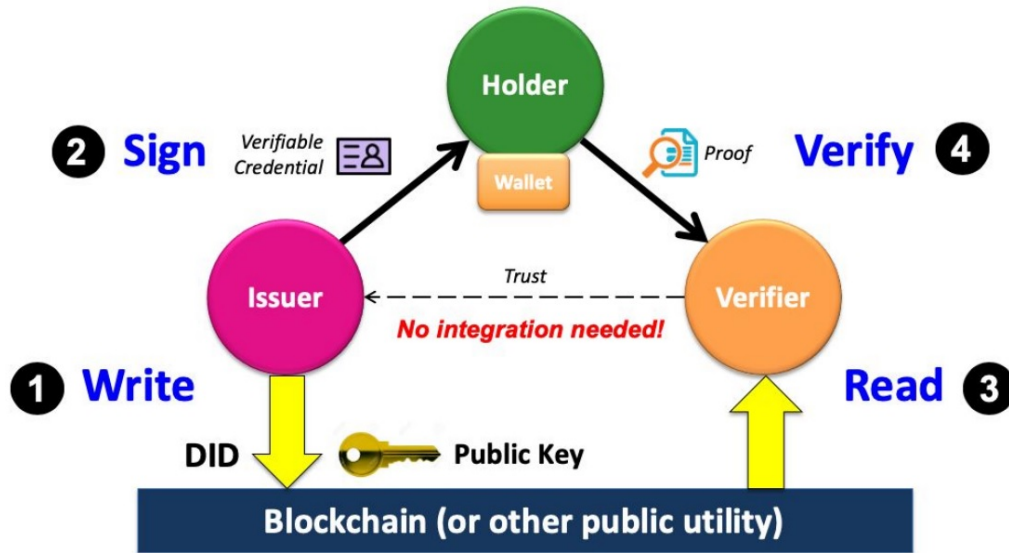 Holder
2 Sign
Verifiable
Credential
Proof
Verify 4
Wallet
Issuer
Trust
Verifier
No integration needed!
1 Write
Read 3
DID
Public Key
Blockchain (or other public utility)